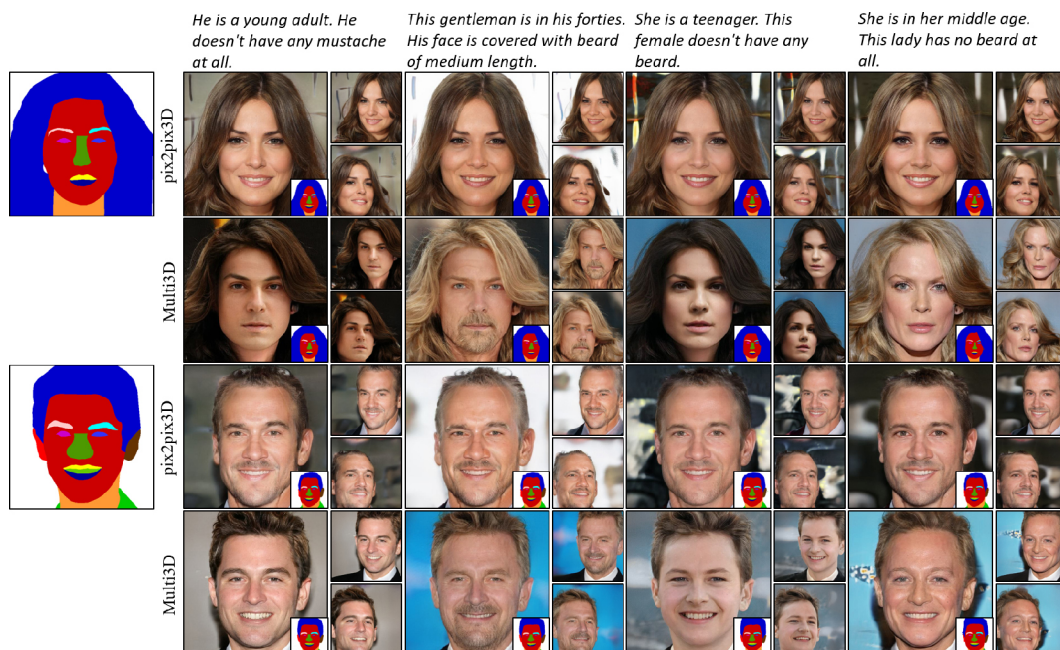 He is a young adult. He
doesn't have any mustache
at all.
This gentleman is in his forties.
His face is covered with beard
of medium length.
She is a teenager. This
female doesn't have any
beard.
She is in her middle age.
This lady has no beard at
all.
pix2pix3D
Multi3D
pix2pix3D
Multi3D